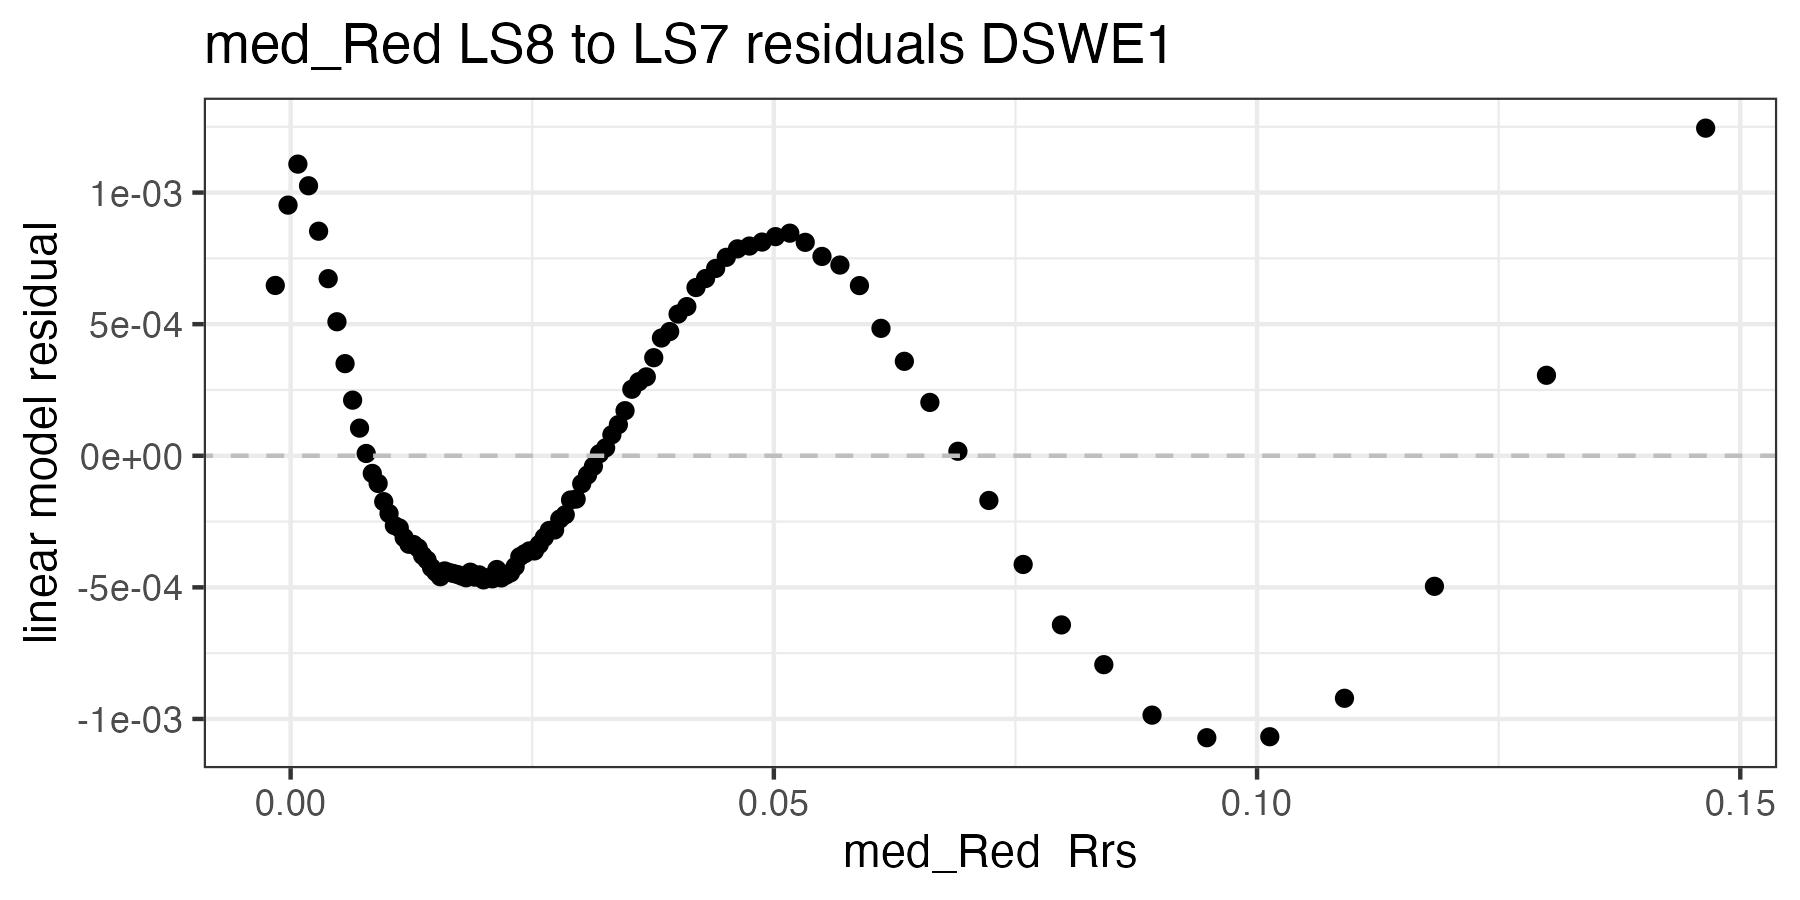 med_Red LS8 to LS7 residuals DSWE1
linear model residual
1e-03
5e-04
0e+00
-5e-04
-1e-03
0.00 0.05 0.10 0.15
med_Red  Rrs